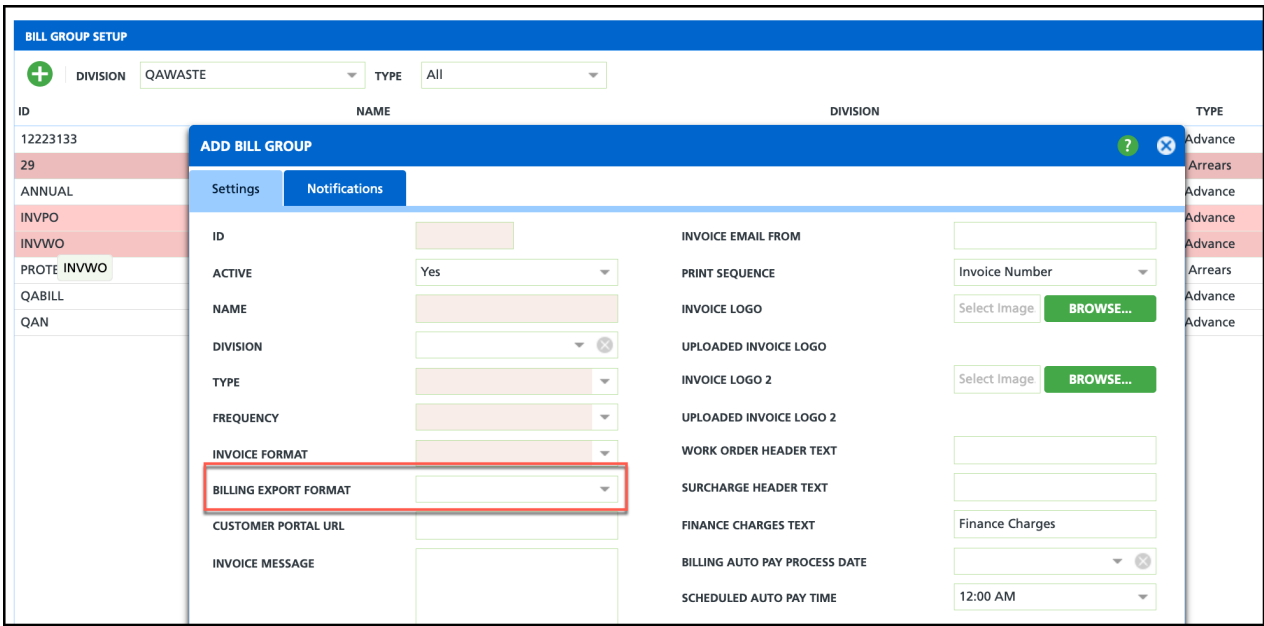 BILL GROUP SETUP
DIVISION QAWASTE TYPE All
ID NAME DIVISION TYPE
12223133 Advance
29 Arrears
ANNUAL Advance
INVPO Advance
INVWO Advance
PROTE INVWO Arrears
QABILL Advance
QAN Advance
ADD BILL GROUP ?
Settings Notifications
ID
ACTIVE Yes
NAME
DIVISION
TYPE
FREQUENCY
INVOICE FORMAT
BILLING EXPORT FORMAT
CUSTOMER PORTAL URL
INVOICE MESSAGE
INVOICE EMAIL FROM
PRINT SEQUENCE Invoice Number
INVOICE LOGO Select Image BROWSE...
UPLOADED INVOICE LOGO
INVOICE LOGO 2 Select Image BROWSE...
UPLOADED INVOICE LOGO 2
WORK ORDER HEADER TEXT
SURCHARGE HEADER TEXT
FINANCE CHARGES TEXT Finance Charges
BILLING AUTO PAY PROCESS DATE
SCHEDULED AUTO PAY TIME 12:00 AM